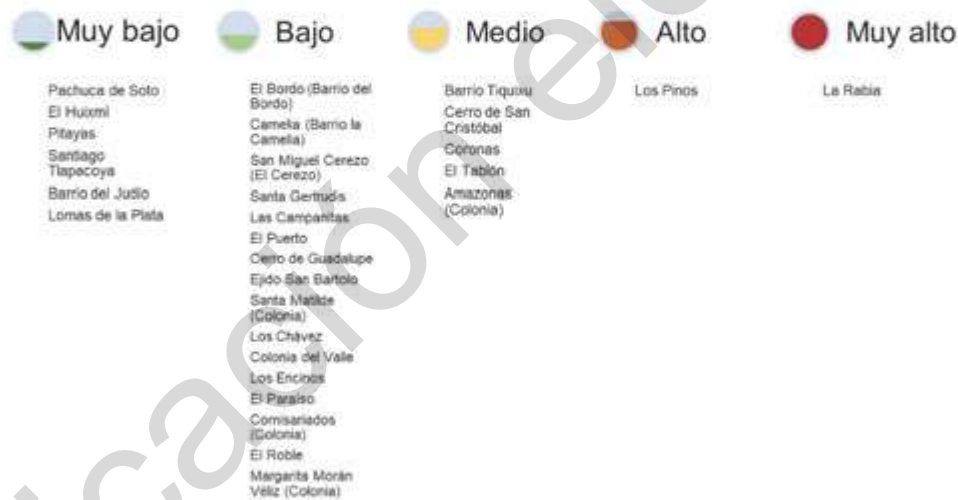 Muy bajo
Pachuca de Soto
El Huixmí
Pitayas
Santiago
Tlapacoya
Barrio del Judío
Lomas de la Plata
Bajo
El Bordo (Barrio del
Bordo)
Camelia (Barrio la
Camelia)
San Miguel Cerezo
(El Cerezo)
Santa Gertrudis
Las Campanitas
El Puerto
Cerro de Guadalupe
Ejido San Bartolo
Santa Matilde
(Colonia)
Los Chávez
Colonia del Valle
Los Encinos
El Paraíso
Comisariados
(Colonia)
El Roble
Margarita Morán
Véliz (Colonia)
Medio
Barrio Tiquixu
Cerro de San
Cristóbal
Coronas
El Tablón
Amazonas
(Colonia)
Alto
Los Pinos
Muy alto
La Rabia